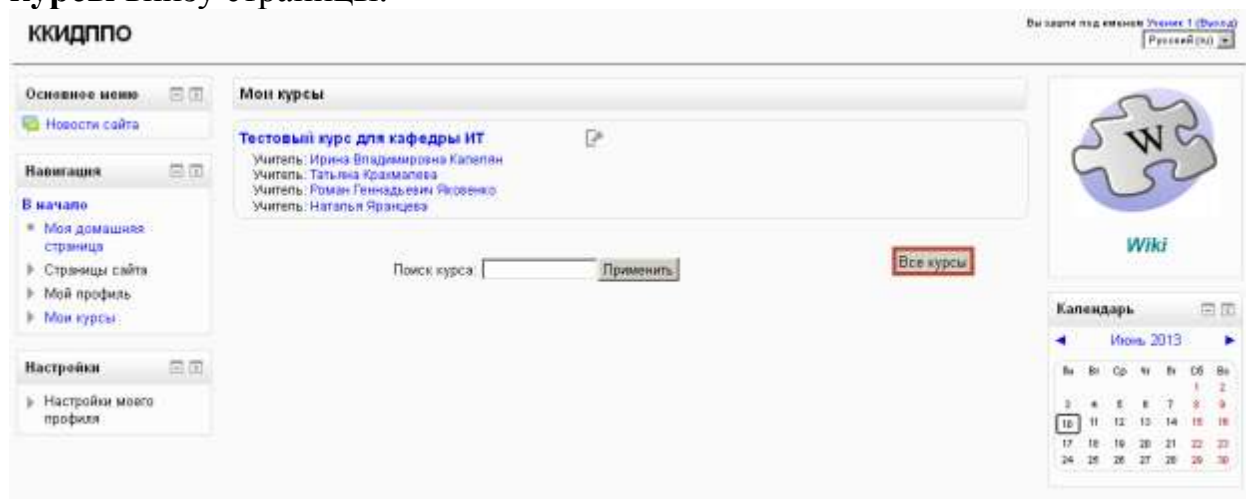 курсы внизу страницы.
ККИДППО
Вы зашли под именем Ученик 1 (Выход)
Русский (ru)
Основное меню
Новости сайта
Навигация
В начало
Моя домашняя
страница
Страницы сайта
Мой профиль
Мои курсы
Настройки
Настройки моего
профиля
Мои курсы
Тестовый курс для кафедры ИТ
Учитель: Ирина Владимировна Капелян
Учитель: Татьяна Крахмалева
Учитель: Роман Геннадьевич Яковенко
Учитель: Наталья Яранцева
Поиск курса:
Применить
Все курсы
W
Wiki
Календарь
Июнь 2013
Пн Вт Ср Чт Пт Сб Вс
1 2
3 4 5 6 7 8 9
10 11 12 13 14 15 16
17 18 19 20 21 22 23
24 25 26 27 28 29 30